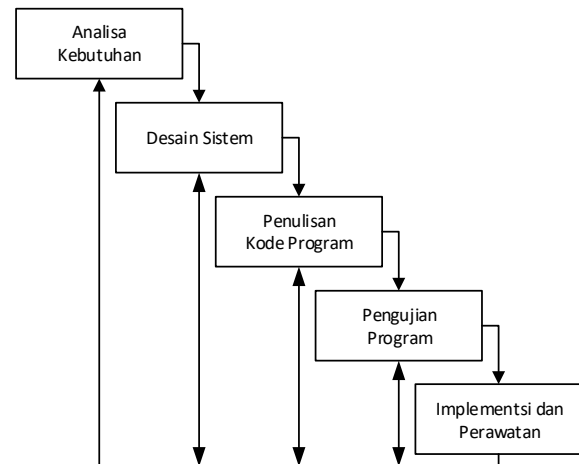 Analisa
Kebutuhan
Desain Sistem
Penulisan
Kode Program
Pengujian
Program
Implementsi dan
Perawatan